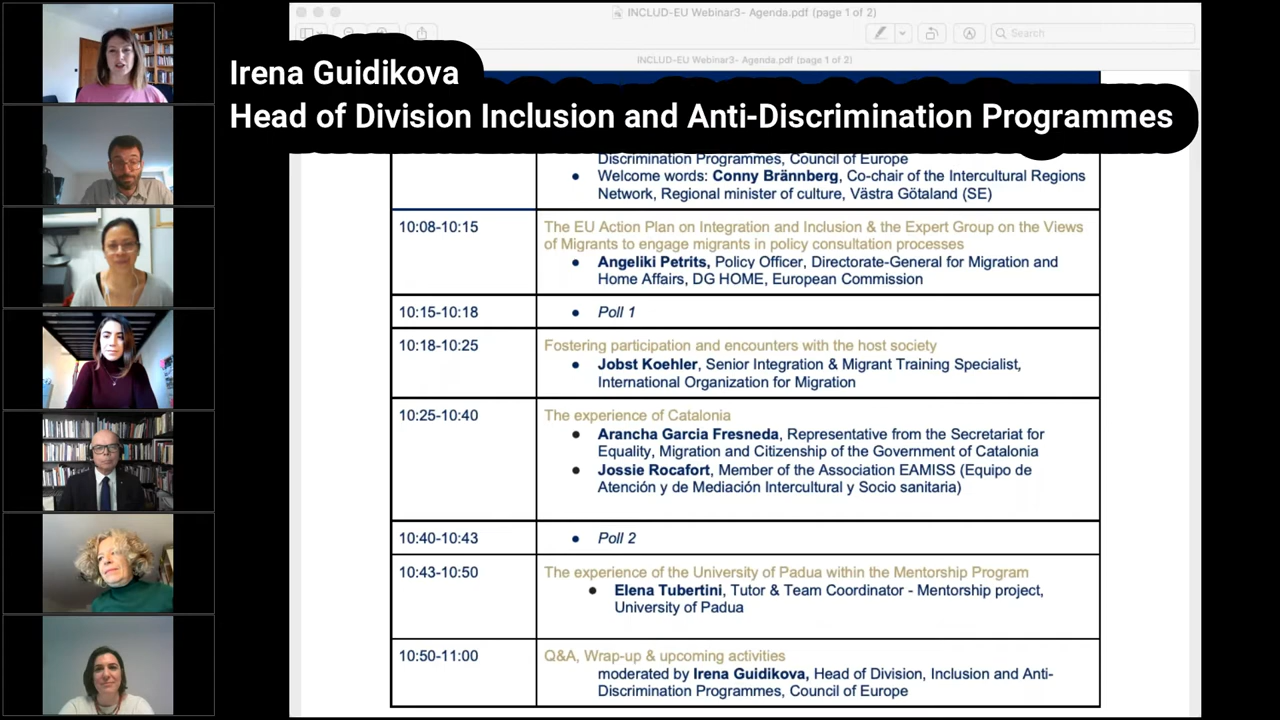 INCLUD-EU Webinar3- Agenda.pdf (page 1 of 2)
Search
INCLUD-EU Webinar3- Agenda.pdf (page 1 of 2)
Irena Guidikova
Head of Division Inclusion and Anti-Discrimination Programmes
Discrimination Programmes, Council of Europe
● Welcome words: Conny Brännberg, Co-chair of the Intercultural Regions
Network, Regional minister of culture, Västra Götaland (SE)
10:08-10:15
The EU Action Plan on Integration and Inclusion & the Expert Group on the Views
of Migrants to engage migrants in policy consultation processes
● Angeliki Petrits, Policy Officer, Directorate-General for Migration and
Home Affairs, DG HOME, European Commission
10:15-10:18
● Poll 1
10:18-10:25
Fostering participation and encounters with the host society
● Jobst Koehler, Senior Integration & Migrant Training Specialist,
International Organization for Migration
10:25-10:40
The experience of Catalonia
● Arancha Garcia Fresneda, Representative from the Secretariat for
Equality, Migration and Citizenship of the Government of Catalonia
● Jossie Rocafort, Member of the Association EAMISS (Equipo de
Atención y de Mediación Intercultural y Socio sanitaria)
10:40-10:43
● Poll 2
10:43-10:50
The experience of the University of Padua within the Mentorship Program
● Elena Tubertini, Tutor & Team Coordinator - Mentorship project,
University of Padua
10:50-11:00
Q&A, Wrap-up & upcoming activities
moderated by Irena Guidikova, Head of Division, Inclusion and Anti-
Discrimination Programmes, Council of Europe